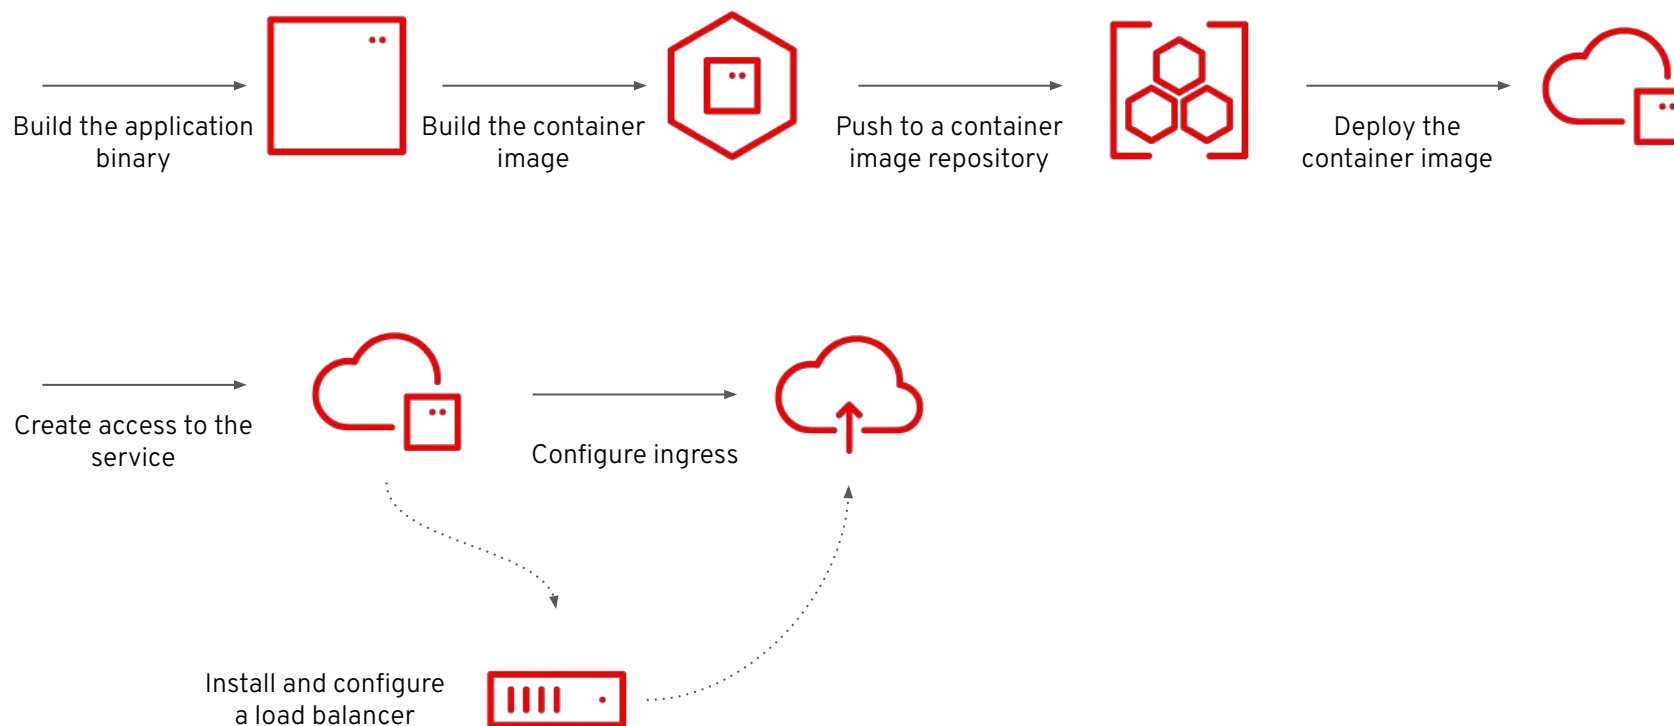 Build the application
binary
Build the container
image
Push to a container
image repository
Deploy the
container image
Create access to the
service
Configure ingress
Install and configure
a load balancer